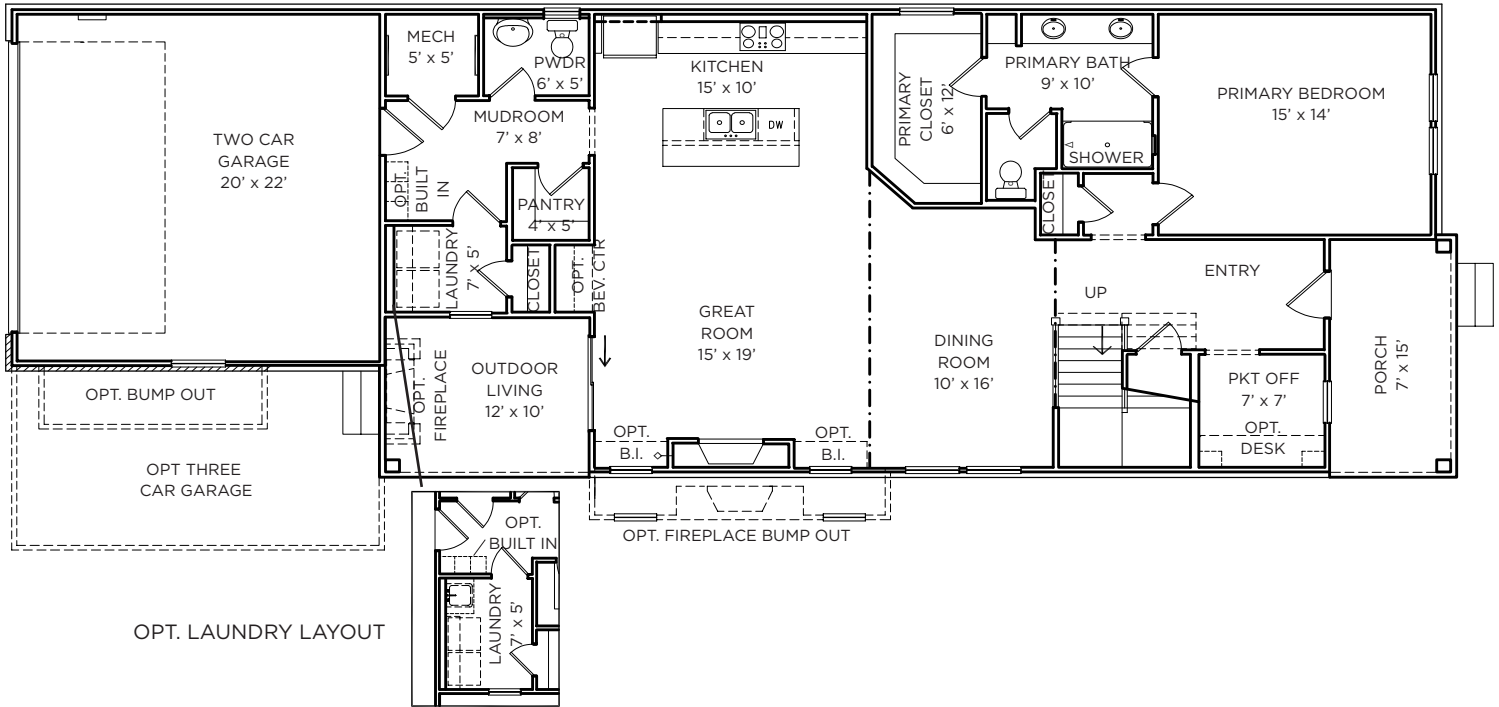 MECH
5' x 5'
PWDR
6' x 5'
MUDROOM
7' x 8'
TWO CAR
GARAGE
20' x 22'
OPT.
BUILT
IN
PANTRY
4' x 5'
LAUNDRY
7' x 5'
CLOSET
OPT.
BEV. CTR
KITCHEN
15' x 10'
DW
PRIMARY
CLOSET
6' x 12'
PRIMARY BATH
9' x 10'
SHOWER
CLOSET
PRIMARY BEDROOM
15' x 14'
ENTRY
UP
GREAT
ROOM
15' x 19'
DINING
ROOM
10' x 16'
PKT OFF
7' x 7'
OPT.
DESK
PORCH
7' x 15'
OUTDOOR
LIVING
12' x 10'
OPT.
FIREPLACE
OPT.
B.I.
OPT.
B.I.
OPT. BUMP OUT
OPT THREE
CAR GARAGE
OPT. FIREPLACE BUMP OUT
OPT.
BUILT IN
LAUNDRY
7' x 5'
OPT. LAUNDRY LAYOUT